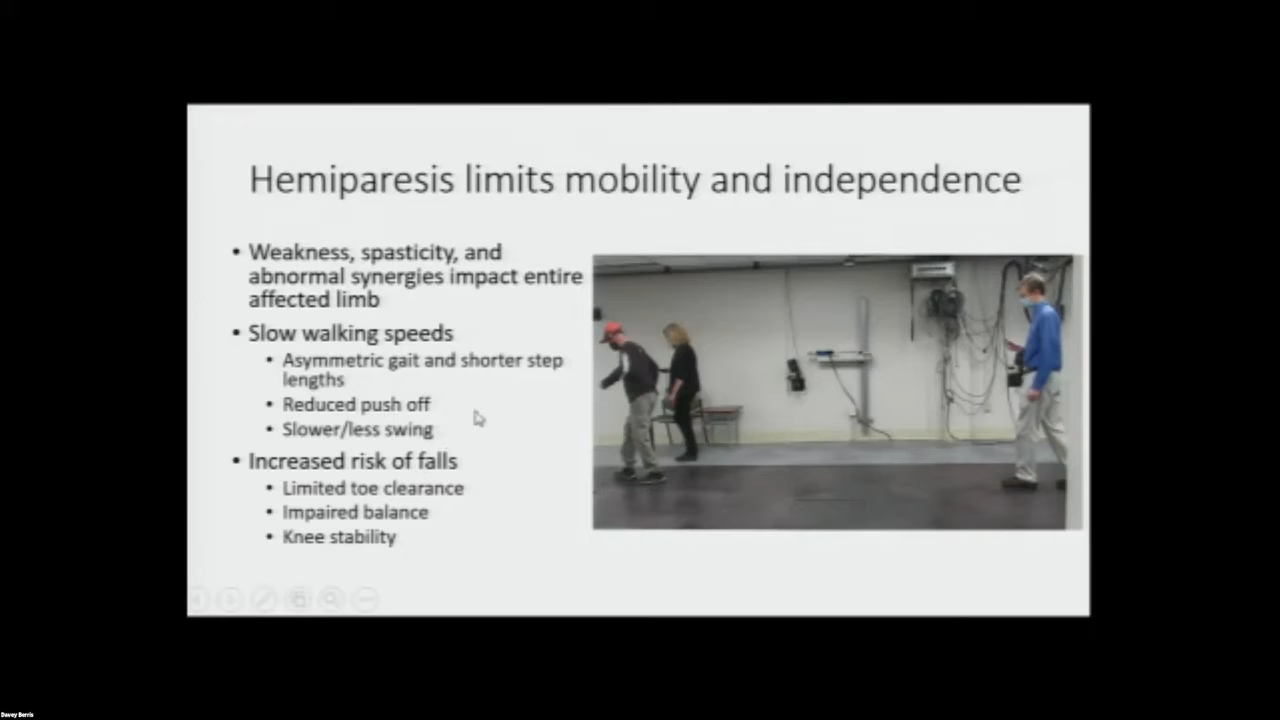 Hemiparesis limits mobility and independence
• Weakness, spasticity, and
abnormal synergies impact entire
affected limb
• Slow walking speeds
• Asymmetric gait and shorter step
lengths
• Reduced push off
• Slower/less swing
• Increased risk of falls
• Limited toe clearance
• Impaired balance
• Knee stability
Davey Berris